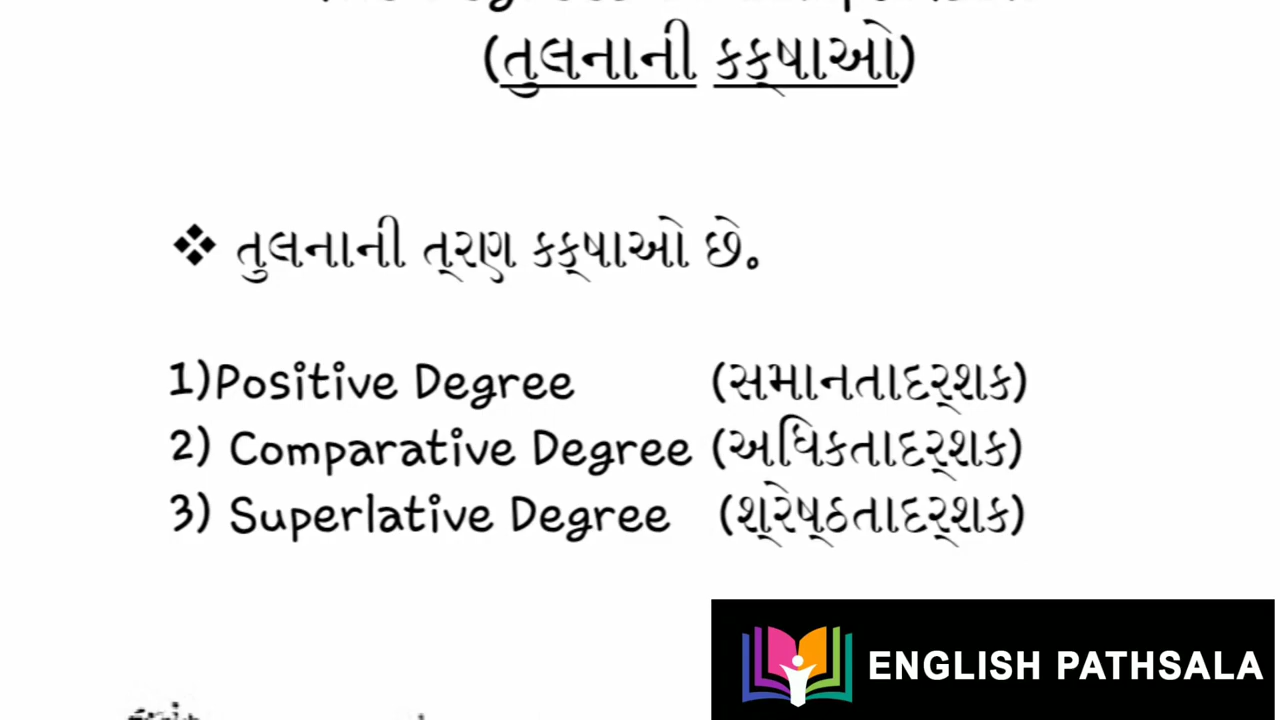 (તુલનાની કક્ષાઓ)
❖ તુલનાની ત્રણ કક્ષાઓ છે.
1)Positive Degree (સમાનતાદર્શક)
2) Comparative Degree (અધિકતાદર્શક)
3) Superlative Degree (શ્રેષ્ઠતાદર્શક)
ENGLISH PATHSALA